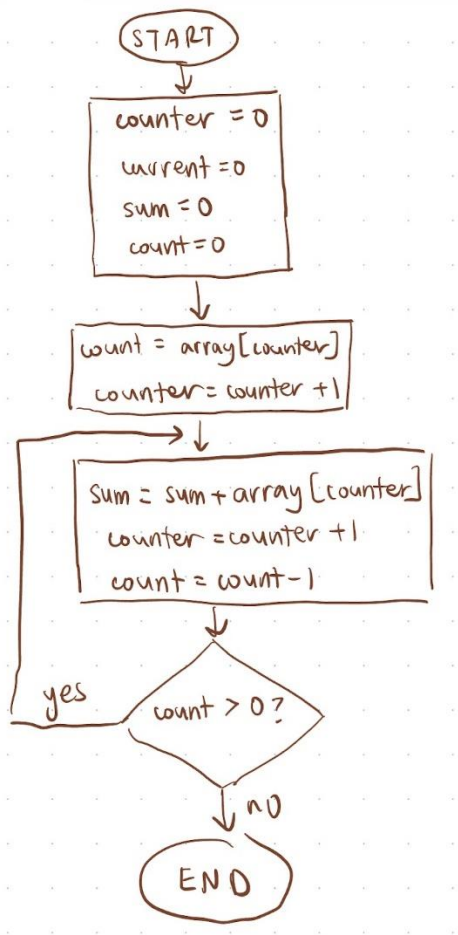 START
counter = 0
current = 0
sum = 0
count = 0
count = array[counter]
counter = counter + 1
sum = sum + array[counter]
counter = counter + 1
count = count - 1
count > 0?
yes
no
END